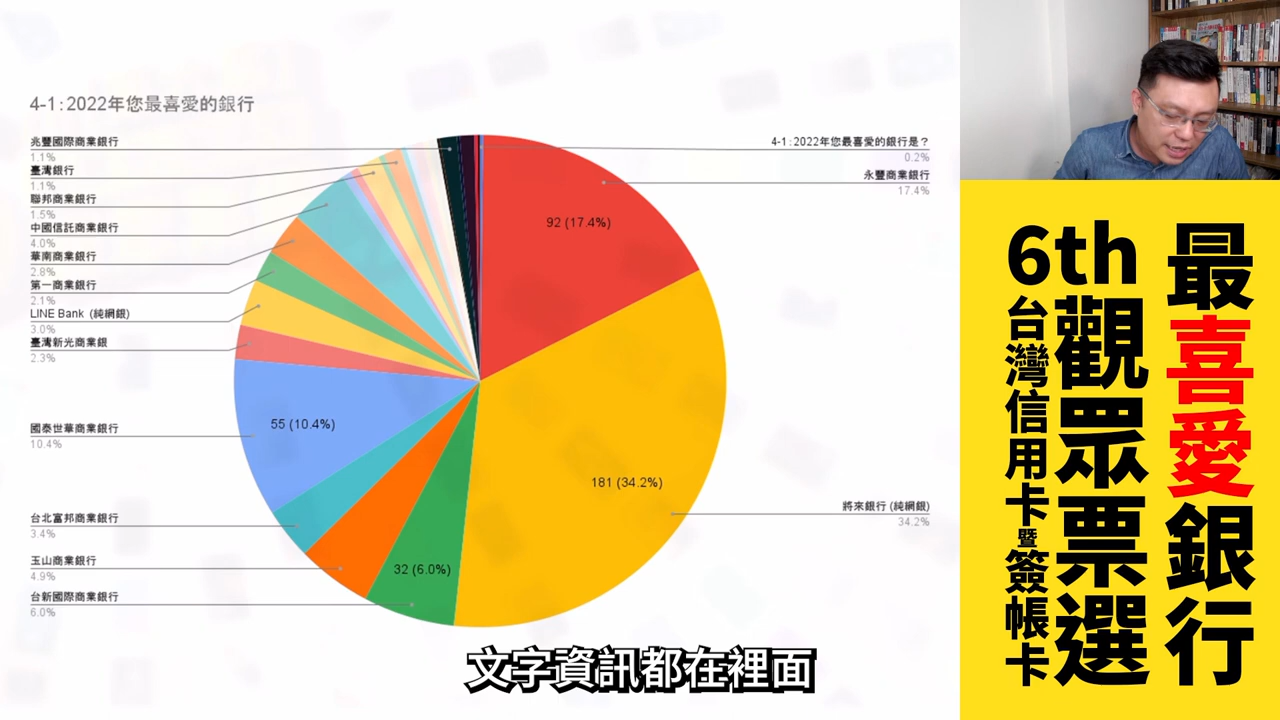 4-1：2022年您最喜愛的銀行
兆豐國際商業銀行
1.1%
臺灣銀行
1.1%
聯邦商業銀行
1.5%
中國信託商業銀行
4.0%
華南商業銀行
2.8%
第一商業銀行
2.1%
LINE Bank (純網銀)
3.0%
臺灣新光商業銀
2.3%
國泰世華商業銀行
10.4%
台北富邦商業銀行
3.4%
玉山商業銀行
4.9%
台新國際商業銀行
6.0%
4-1：2022年您最喜愛的銀行是？
0.2%
永豐商業銀行
17.4%
將來銀行 (純網銀)
34.2%
92 (17.4%)
181 (34.2%)
32 (6.0%)
55 (10.4%)
最喜愛銀行
6th觀眾票選
台灣信用卡暨簽帳卡
文字資訊都在裡面